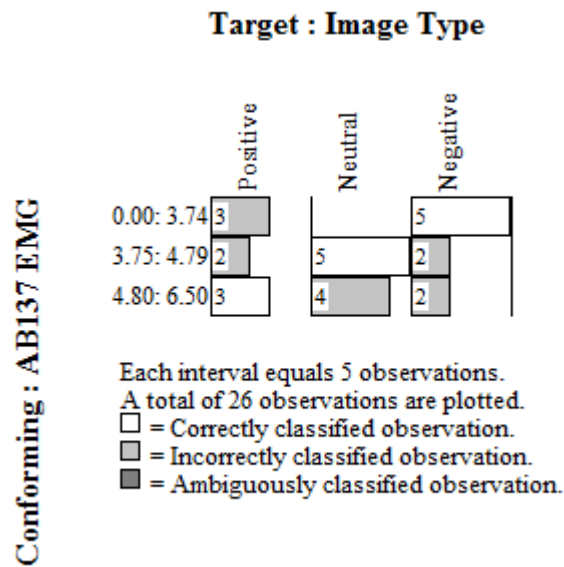 Target : Image Type
Positive
Neutral
Negative
Conforming : AB137 EMG
0.00: 3.74 3 5
3.75: 4.79 2 5 2
4.80: 6.50 3 4 2
Each interval equals 5 observations.
A total of 26 observations are plotted.
= Correctly classified observation.
= Incorrectly classified observation.
= Ambiguously classified observation.